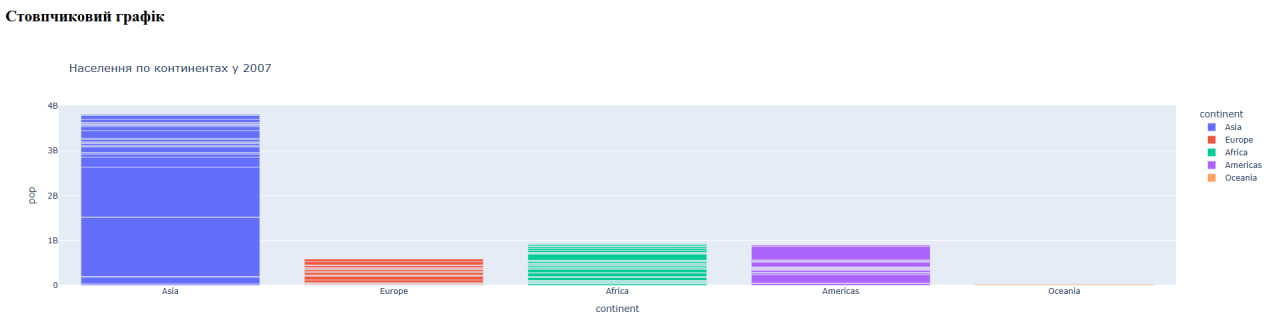 Стовпчиковий графік
Населення по континентах у 2007
4B
3B
2B
1B
0
pop
Asia
Europe
Africa
Americas
Oceania
continent
continent
Asia
Europe
Africa
Americas
Oceania